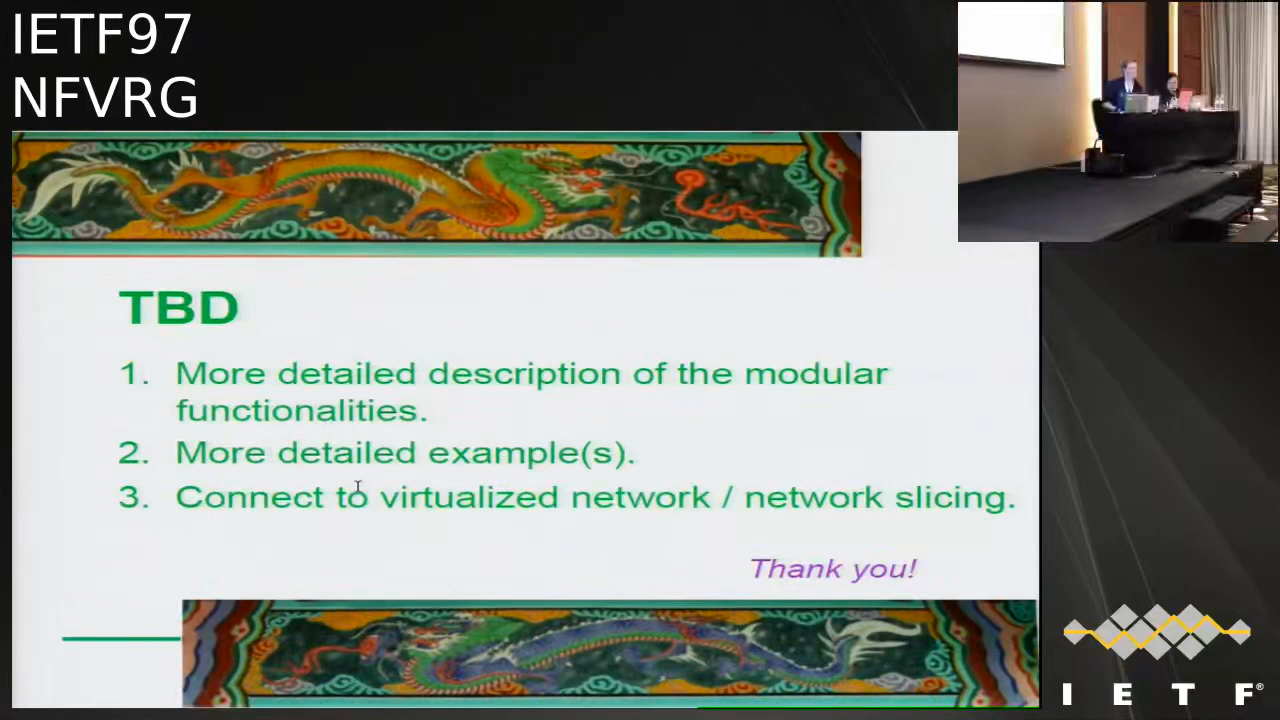 IETF97
NFVRG
TBD
1. More detailed description of the modular
functionalities.
2. More detailed example(s).
3. Connect to virtualized network / network slicing.
Thank you!
I E T F®